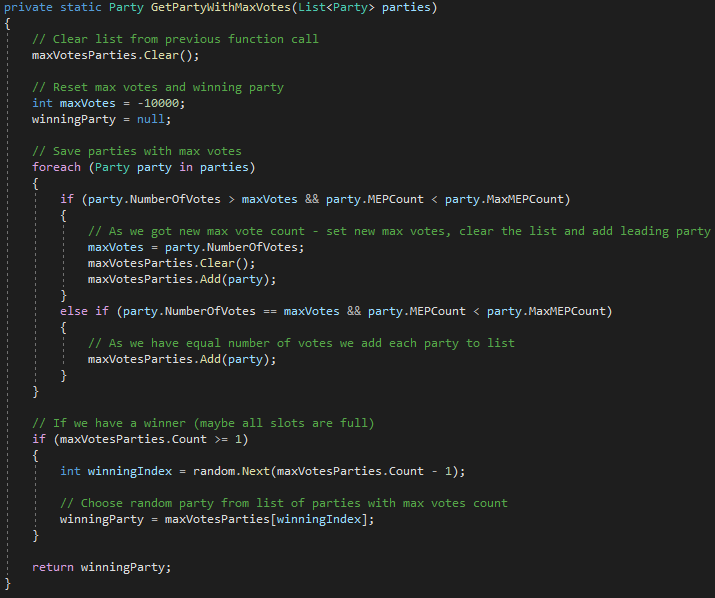 private static Party GetPartyWithMaxVotes(List<Party> parties)
{
    // Clear list from previous function call
    maxVotesParties.Clear();

    // Reset max votes and winning party
    int maxVotes = -10000;
    winningParty = null;

    // Save parties with max votes
    foreach (Party party in parties)
    {
        if (party.NumberOfVotes > maxVotes && party.MEPCount < party.MaxMEPCount)
        {
            // As we got new max vote count - set new max votes, clear the list and add leading party
            maxVotes = party.NumberOfVotes;
            maxVotesParties.Clear();
            maxVotesParties.Add(party);
        }
        else if (party.NumberOfVotes == maxVotes && party.MEPCount < party.MaxMEPCount)
        {
            // As we have equal number of votes we add each party to list
            maxVotesParties.Add(party);
        }
    }

    // If we have a winner (maybe all slots are full)
    if (maxVotesParties.Count >= 1)
    {
        int winningIndex = random.Next(maxVotesParties.Count - 1);

        // Choose random party from list of parties with max votes count
        winningParty = maxVotesParties[winningIndex];
    }

    return winningParty;
}